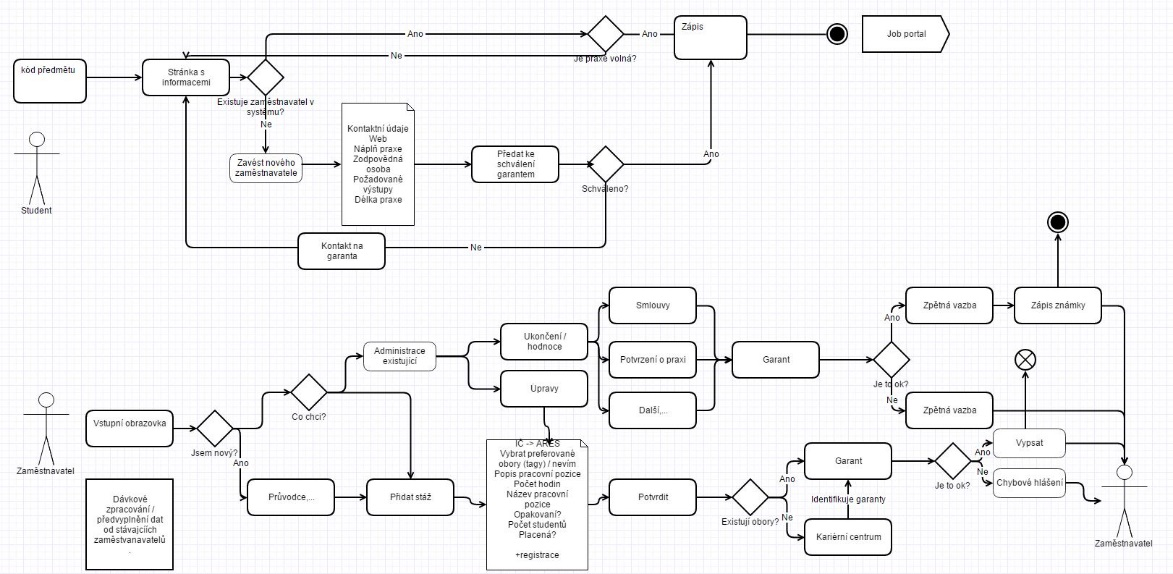 Ano
Ano
Zápis
Job portal
Ne
Je praxe volná?
kód předmětu
Stránka s
informacemi
Existuje zaměstnavatel v
systému?
Ne
Student
Zavést nového
zaměstnavatele
Kontaktní údaje
Web
Náplň praxe
Zodpovědná
osoba
Požadované
výstupy
Délka praxe
Předat ke
schválení
garantem
Schváleno?
Ano
Kontakt na
garanta
Ne
Zaměstnavatel
Vstupní obrazovka
Jsem nový?
Ano
Co chci?
Administrace
existující
Ukončení /
hodnoce
Upravy
Smlouvy
Potvrzení o praxi
Další,...
Garant
Je to ok?
Ano
Zpětná vazba
Zápis známky
Ne
Zpětná vazba
Dávkové
zpracování /
předvyplnění dat
od stávajcíích
zaměstvanavatelů
.
Průvodce,...
Přidat stáž
IČ -> ARES
Vybrat preferované
obory (tagy) / nevím
Popis pracovní pozice
Počet hodin
Název pracovní
pozice
Opakovaní?
Počet studentů
Placená?
+registrace
Potvrdit
Existují obory?
Ano
Garant
Identifikuje garanty
Ne
Kariérní centrum
Je to ok?
Ano
Vypsat
Ne
Chybové hlášení
Zaměstnavatel